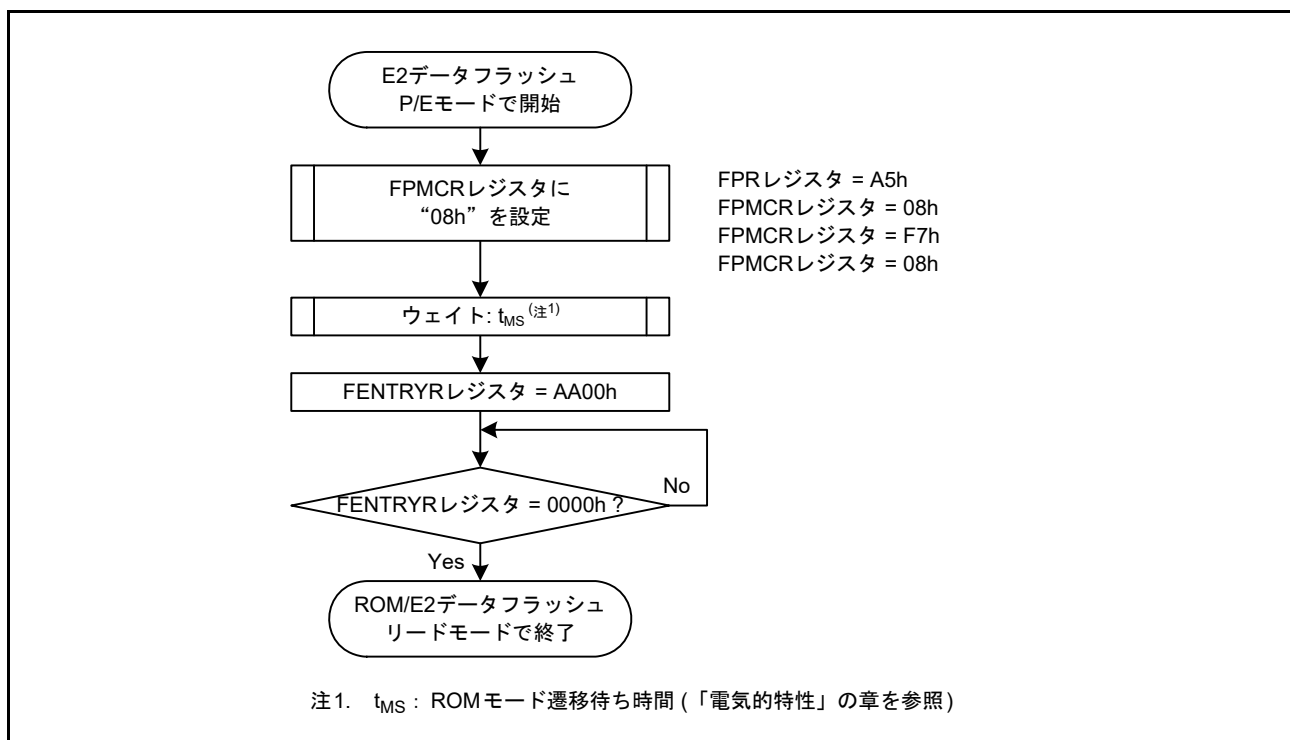 E2データフラッシュ
P/Eモードで開始
FPMCRレジスタに
“08h”を設定
FPRレジスタ = A5h
FPMCRレジスタ = 08h
FPMCRレジスタ = F7h
FPMCRレジスタ = 08h
ウェイト: tMS (注1)
FENTRYRレジスタ = AA00h
FENTRYRレジスタ = 0000h ?
No
Yes
ROM/E2データフラッシュ
リードモードで終了
注1. tMS : ROMモード遷移待ち時間 (「電気的特性」の章を参照)